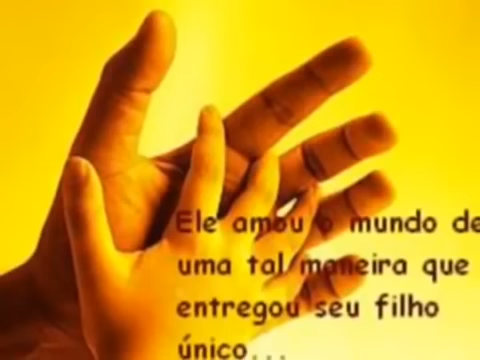 Ele amou o mundo de
uma tal maneira que
entregou seu filho
único...